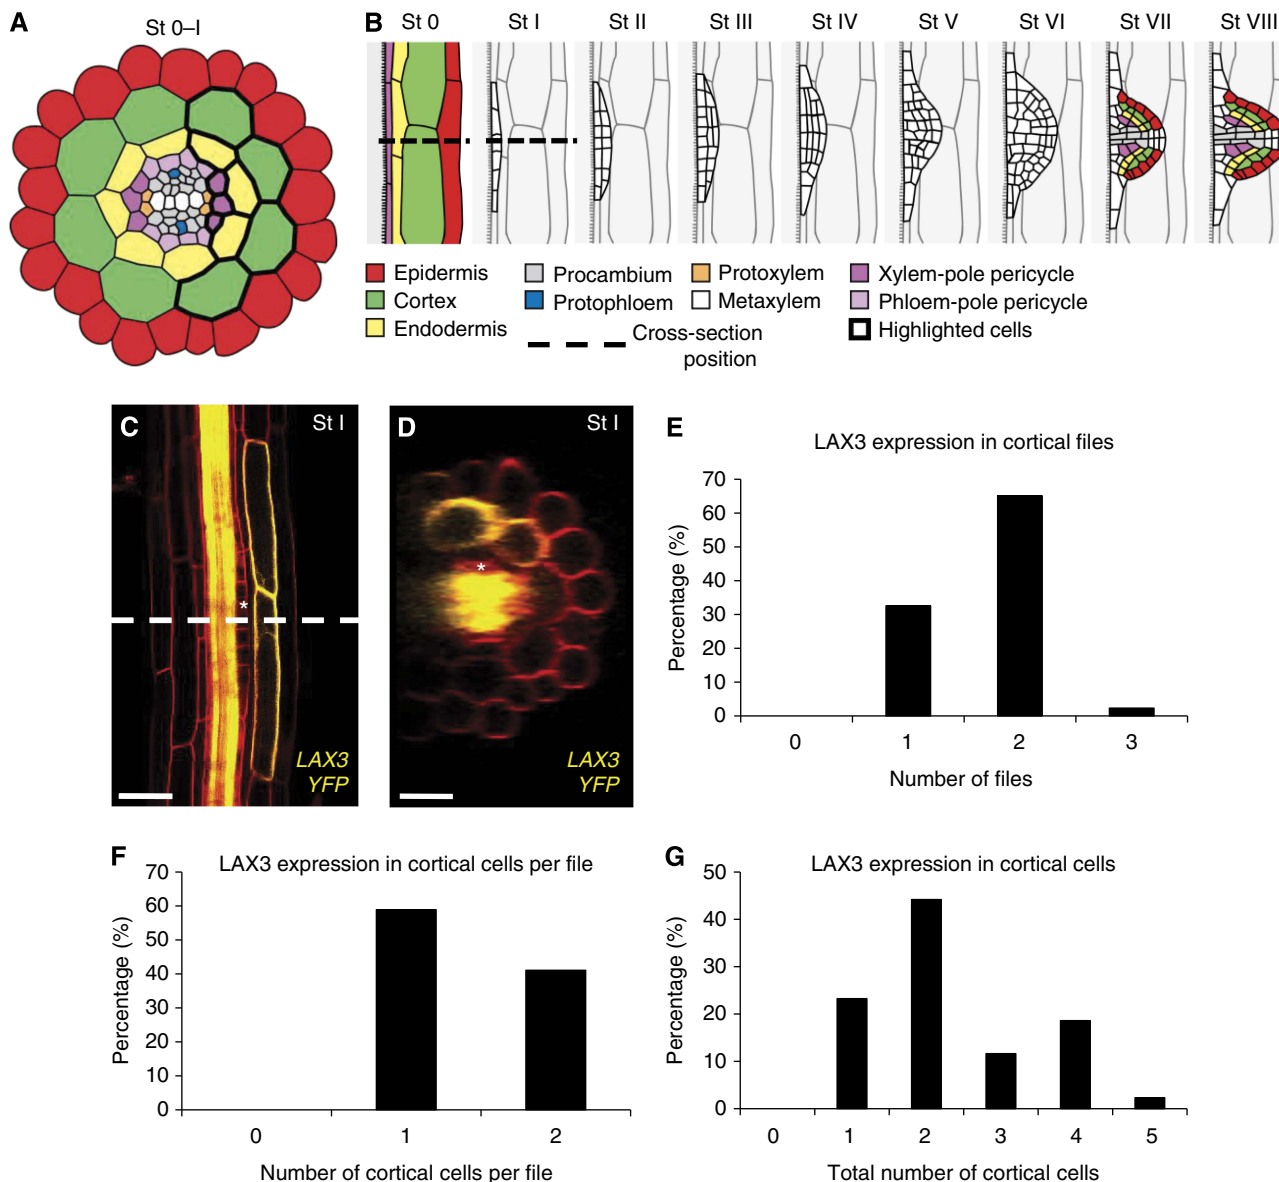 A
St 0–I
B
St 0 St I St II St III St IV St V St VI St VII St VIII
Epidermis
Cortex
Endodermis
Procambium
Protophloem
Protoxylem
Metaxylem
Cross-section
position
Xylem-pole pericycle
Phloem-pole pericycle
Highlighted cells
C
St I
*
LAX3
YFP
D
St I
*
LAX3
YFP
E
LAX3 expression in cortical files
Percentage (%)
70
60
50
40
30
20
10
0
0 1 2 3
Number of files
F
LAX3 expression in cortical cells per file
Percentage (%)
70
60
50
40
30
20
10
0
0 1 2
Number of cortical cells per file
G
LAX3 expression in cortical cells
Percentage (%)
50
40
30
20
10
0
0 1 2 3 4 5
Total number of cortical cells